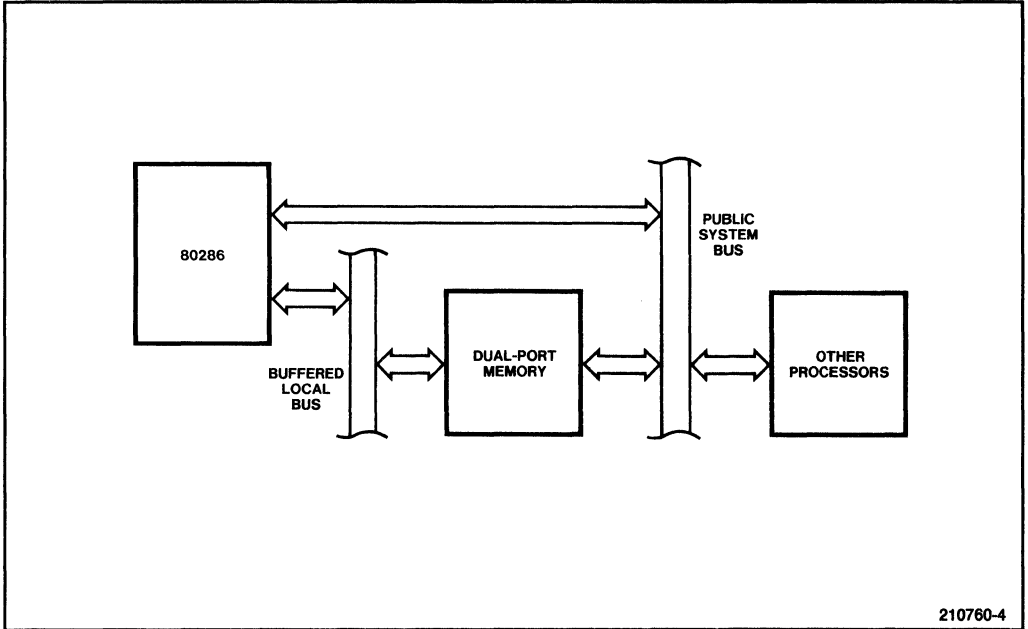 80286
PUBLIC
SYSTEM
BUS
BUFFERED
LOCAL
BUS
DUAL-PORT
MEMORY
OTHER
PROCESSORS
210760-4